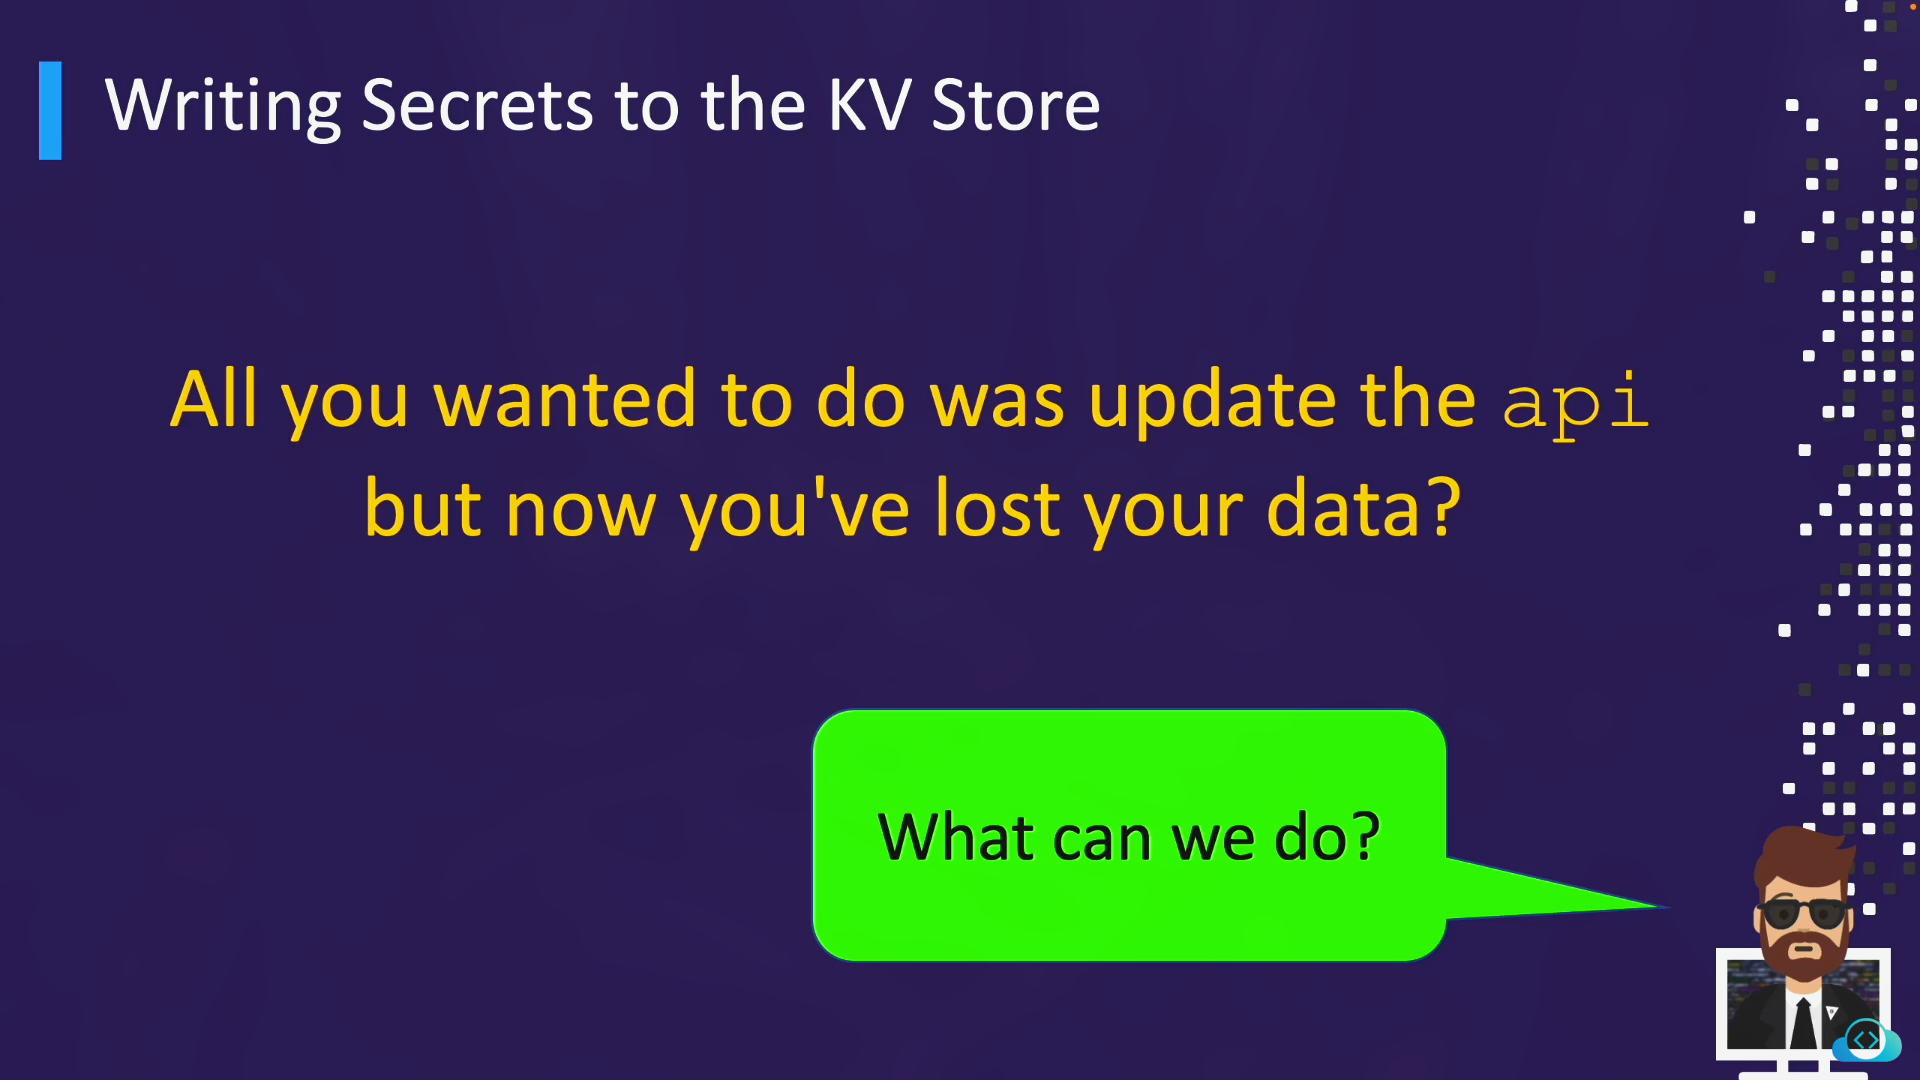 Writing Secrets to the KV Store
All you wanted to do was update the api
but now you've lost your data?
What can we do?